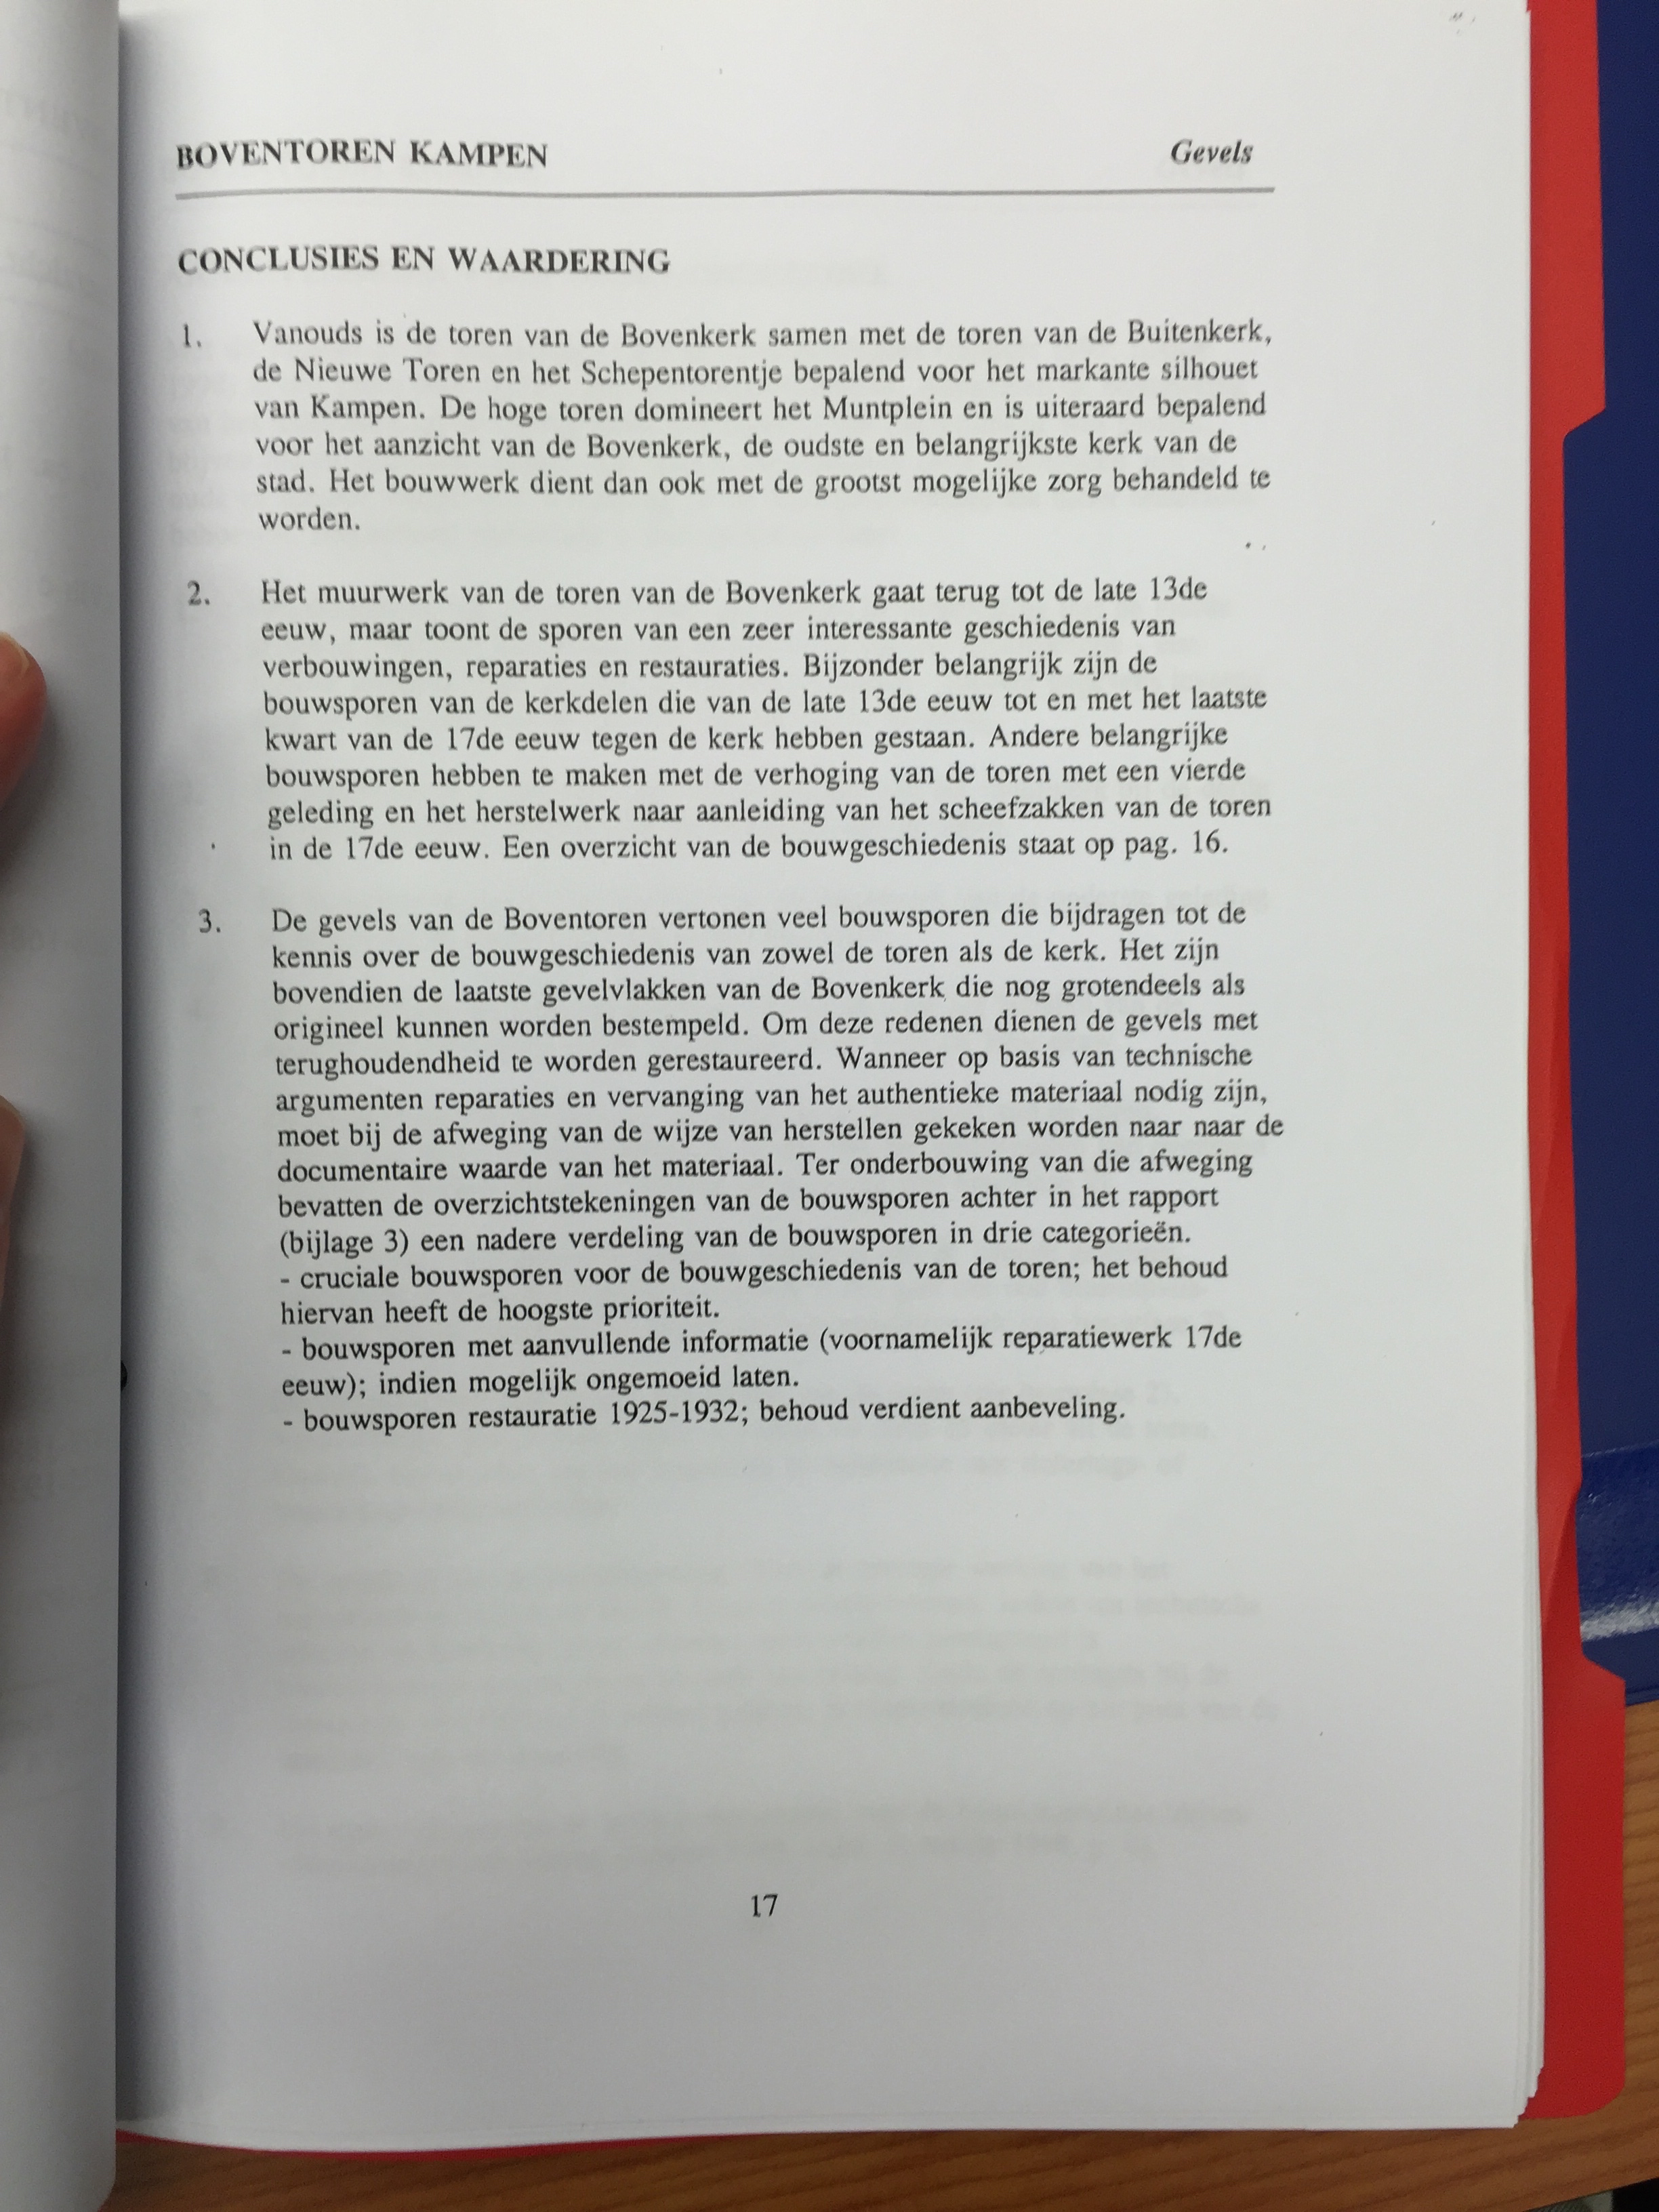 BOVENTOREN KAMPEN Gevels
CONCLUSIES EN WAARDERING
1. Vanouds is de toren van de Bovenkerk samen met de toren van de Buitenkerk,
de Nieuwe Toren en het Schepentorentje bepalend voor het markante silhouet
van Kampen. De hoge toren domineert het Muntplein en is uiteraard bepalend
voor het aanzicht van de Bovenkerk, de oudste en belangrijkste kerk van de
stad. Het bouwwerk dient dan ook met de grootst mogelijke zorg behandeld te
worden.
2. Het muurwerk van de toren van de Bovenkerk gaat terug tot de late 13de
eeuw, maar toont de sporen van een zeer interessante geschiedenis van
verbouwingen, reparaties en restauraties. Bijzonder belangrijk zijn de
bouwsporen van de kerkdelen die van de late 13de eeuw tot en met het laatste
kwart van de 17de eeuw tegen de kerk hebben gestaan. Andere belangrijke
bouwsporen hebben te maken met de verhoging van de toren met een vierde
geleding en het herstelwerk naar aanleiding van het scheefzakken van de toren
in de 17de eeuw. Een overzicht van de bouwgeschiedenis staat op pag. 16.
3. De gevels van de Boventoren vertonen veel bouwsporen die bijdragen tot de
kennis over de bouwgeschiedenis van zowel de toren als de kerk. Het zijn
bovendien de laatste gevelvlakken van de Bovenkerk die nog grotendeels als
origineel kunnen worden bestempeld. Om deze redenen dienen de gevels met
terughoudendheid te worden gerestaureerd. Wanneer op basis van technische
argumenten reparaties en vervanging van het authentieke materiaal nodig zijn,
moet bij de afweging van de wijze van herstellen gekeken worden naar naar de
documentaire waarde van het materiaal. Ter onderbouwing van die afweging
bevatten de overzichtstekeningen van de bouwsporen achter in het rapport
(bijlage 3) een nadere verdeling van de bouwsporen in drie categorieën.
- cruciale bouwsporen voor de bouwgeschiedenis van de toren; het behoud
hiervan heeft de hoogste prioriteit.
- bouwsporen met aanvullende informatie (voornamelijk reparatiewerk 17de
eeuw); indien mogelijk ongemoeid laten.
- bouwsporen restauratie 1925-1932; behoud verdient aanbeveling.
17